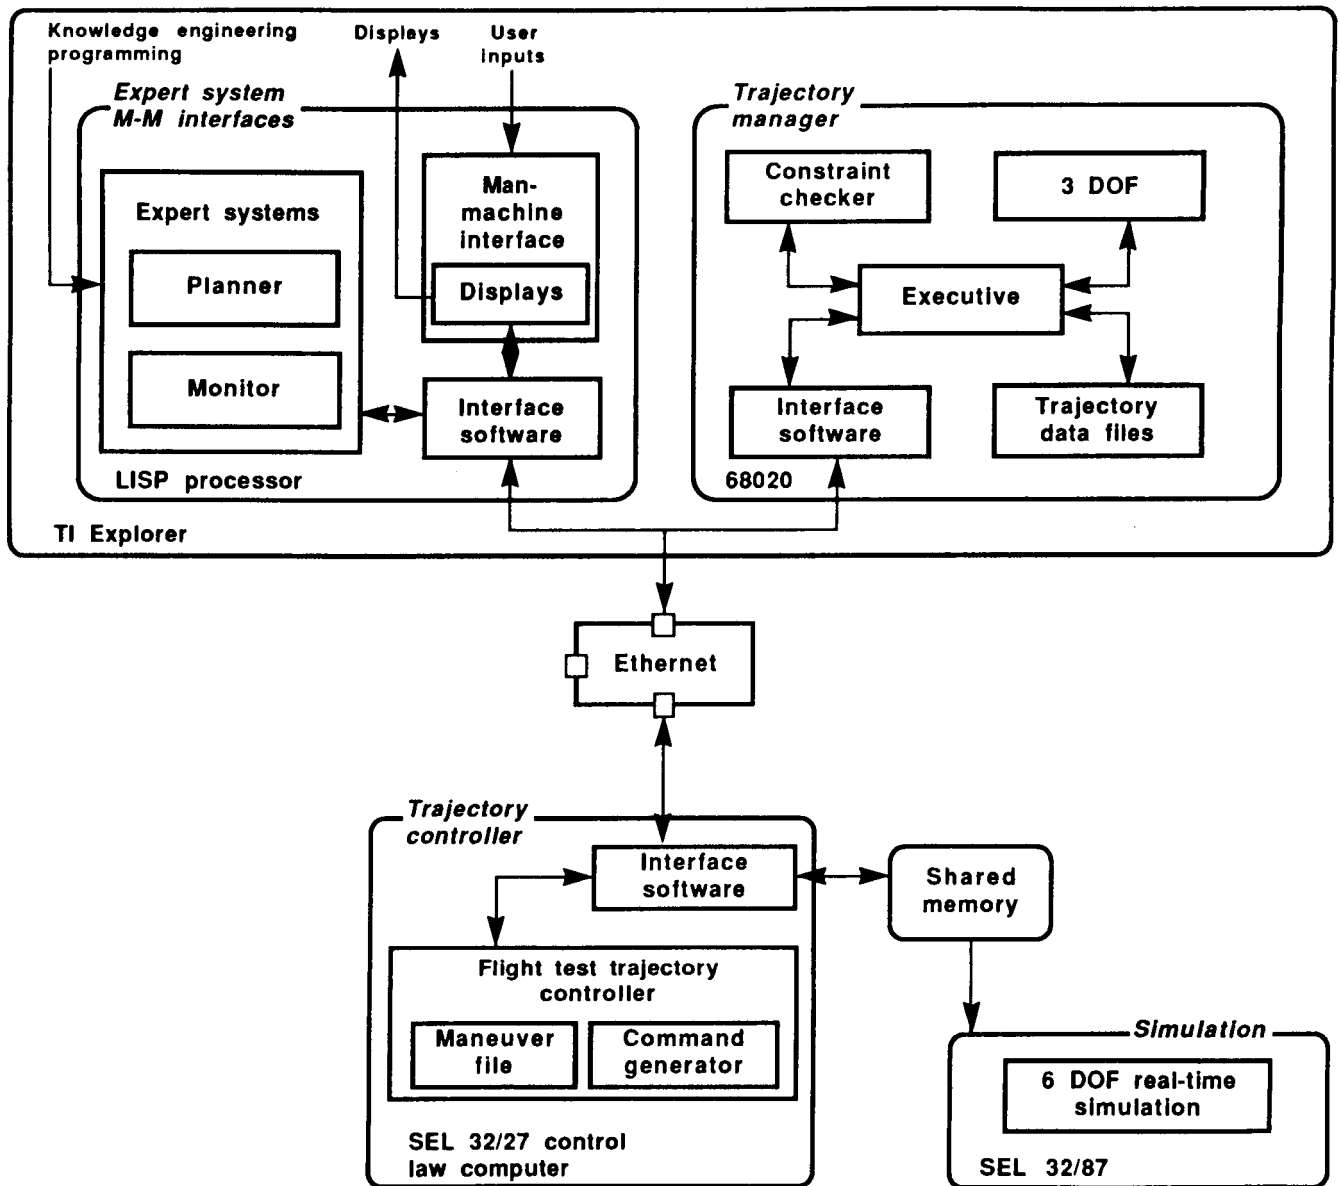 Knowledge engineering
programming
Displays
User
inputs
Expert system
M-M interfaces
Expert systems
Planner
Monitor
Man-
machine
interface
Displays
Interface
software
LISP processor
TI Explorer
Trajectory
manager
Constraint
checker
3 DOF
Executive
Interface
software
Trajectory
data files
68020
Ethernet
Trajectory
controller
Interface
software
Flight test trajectory
controller
Maneuver
file
Command
generator
SEL 32/27 control
law computer
Shared
memory
Simulation
6 DOF real-time
simulation
SEL 32/87